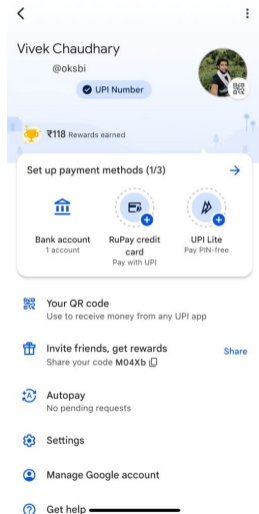 Vivek Chaudhary
@oksbi
UPI Number
₹118 Rewards earned
Set up payment methods (1/3)
Bank account
1 account
RuPay credit
card
Pay with UPI
UPI Lite
Pay PIN-free
Your QR code
Use to receive money from any UPI app
Invite friends, get rewards
Share your code M04Xb
Share
Autopay
No pending requests
Settings
Manage Google account
Get help